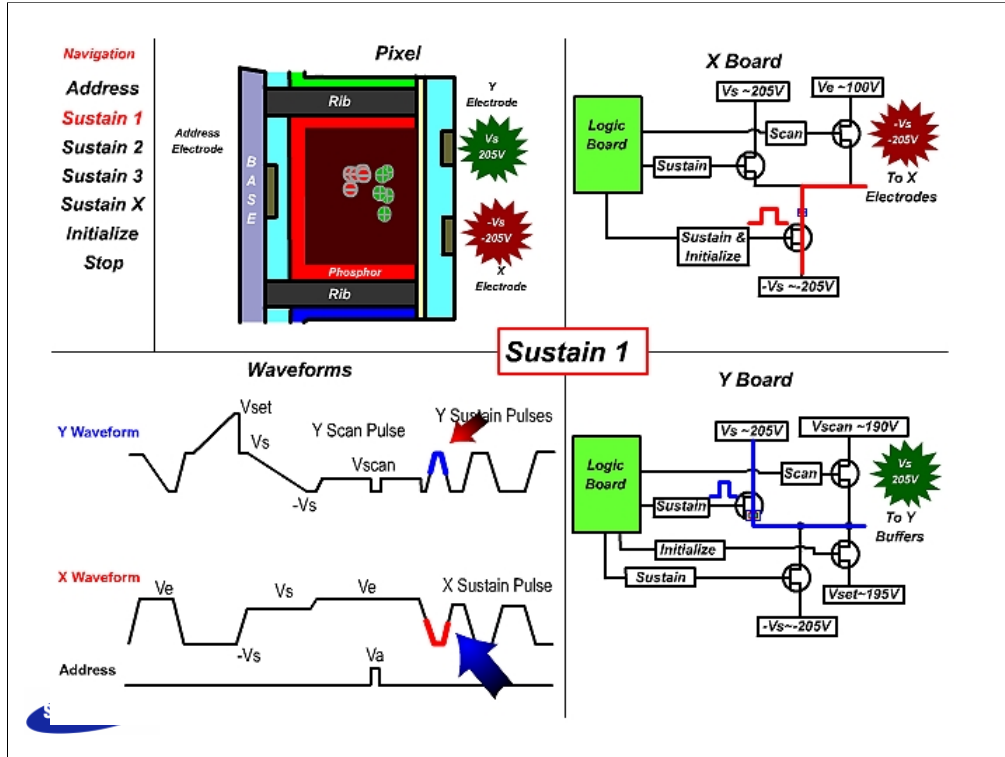 Navigation
Address
Sustain 1
Sustain 2
Sustain 3
Sustain X
Initialize
Stop
Pixel
Rib
Address
Electrode
BASE
Phosphor
Rib
Y
Electrode
Vs
205V
-Vs
-205V
X
Electrode
X Board
Vs ~205V
Ve ~100V
Logic
Board
Scan
Sustain
-Vs
-205V
To X
Electrodes
Sustain &
Initialize
-Vs ~-205V
Sustain 1
Waveforms
Vset
Y Waveform
Vs
Y Scan Pulse
Y Sustain Pulses
Vscan
-Vs
X Waveform
Ve
Vs
Ve
X Sustain Pulse
-Vs
Va
Address
Y Board
Vs ~205V
Vscan ~190V
Logic
Board
Scan
Sustain
Vs
205V
To Y
Buffers
Initialize
Sustain
Vset~195V
-Vs~-205V